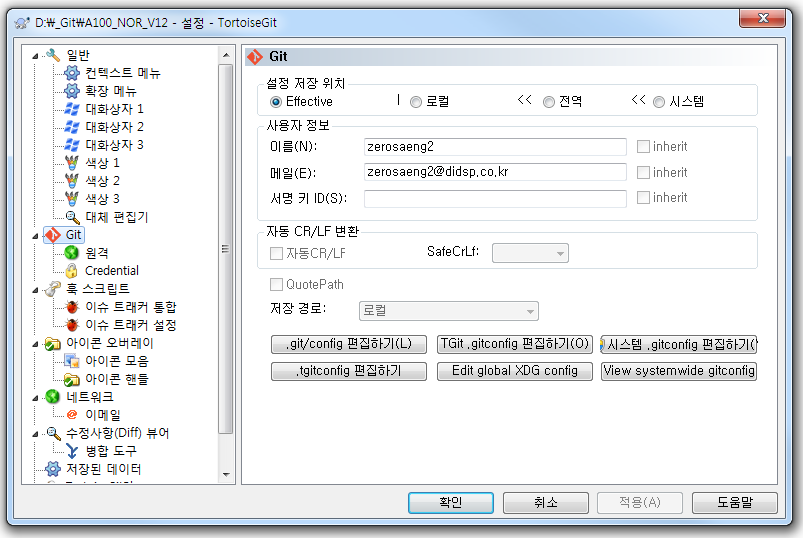 D:\_Git\A100_NOR_V12 - 설정 - TortoiseGit
일반
컨텍스트 메뉴
확장 메뉴
대화상자 1
대화상자 2
대화상자 3
색상 1
색상 2
색상 3
대체 편집기
Git
원격
Credential
훅 스크립트
이슈 트래커 통합
이슈 트래커 설정
아이콘 오버레이
아이콘 모음
아이콘 핸들
네트워크
이메일
수정사항(Diff) 뷰어
병합 도구
저장된 데이터
Git
설정 저장 위치
Effective | 로컬 << 전역 << 시스템
사용자 정보
이름(N): zerosaeng2 inherit
메일(E): zerosaeng2@didsp.co.kr inherit
서명 키 ID(S): inherit
자동 CR/LF 변환
자동CR/LF SafeCrLf:
QuotePath
저장 경로: 로컬
.git/config 편집하기(L) TGit .gitconfig 편집하기(O) 시스템 .gitconfig 편집하기(
.tgitconfig 편집하기 Edit global XDG config View systemwide gitconfig
확인 취소 적용(A) 도움말